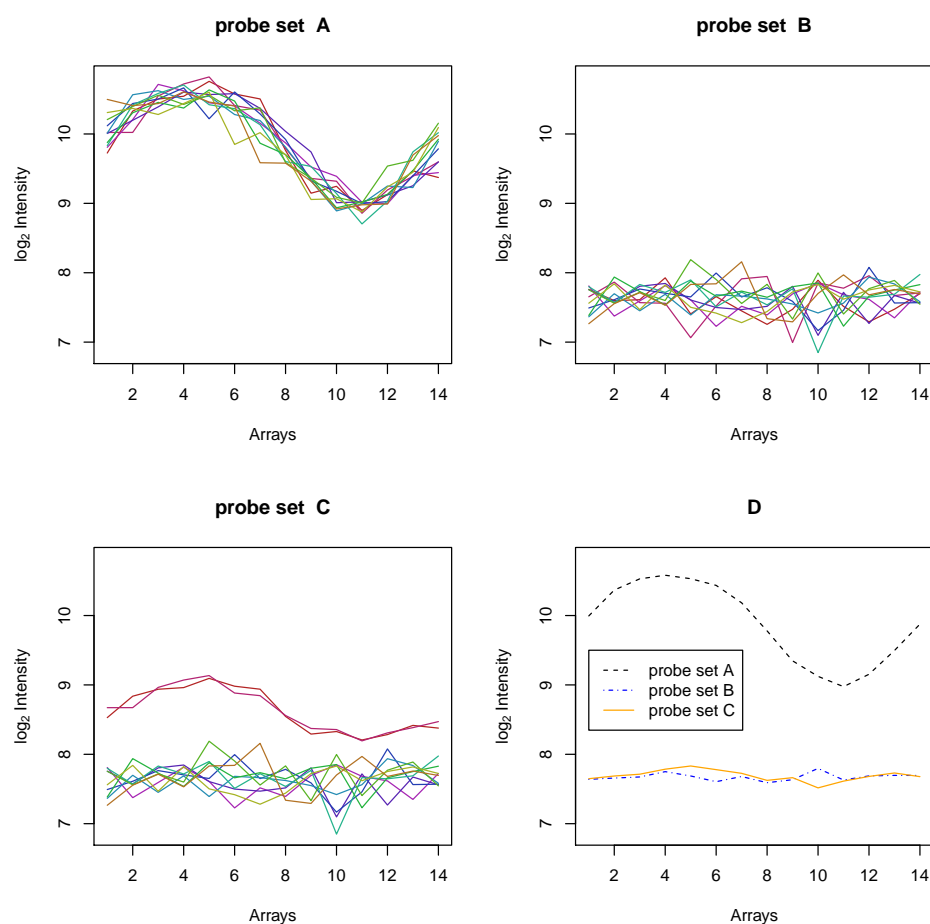 probe set A
log2 Intensity
10
9
8
7
2 4 6 8 10 12 14
Arrays
probe set B
log2 Intensity
10
9
8
7
2 4 6 8 10 12 14
Arrays
probe set C
log2 Intensity
10
9
8
7
2 4 6 8 10 12 14
Arrays
D
log2 Intensity
10
9
8
7
probe set A
probe set B
probe set C
2 4 6 8 10 12 14
Arrays